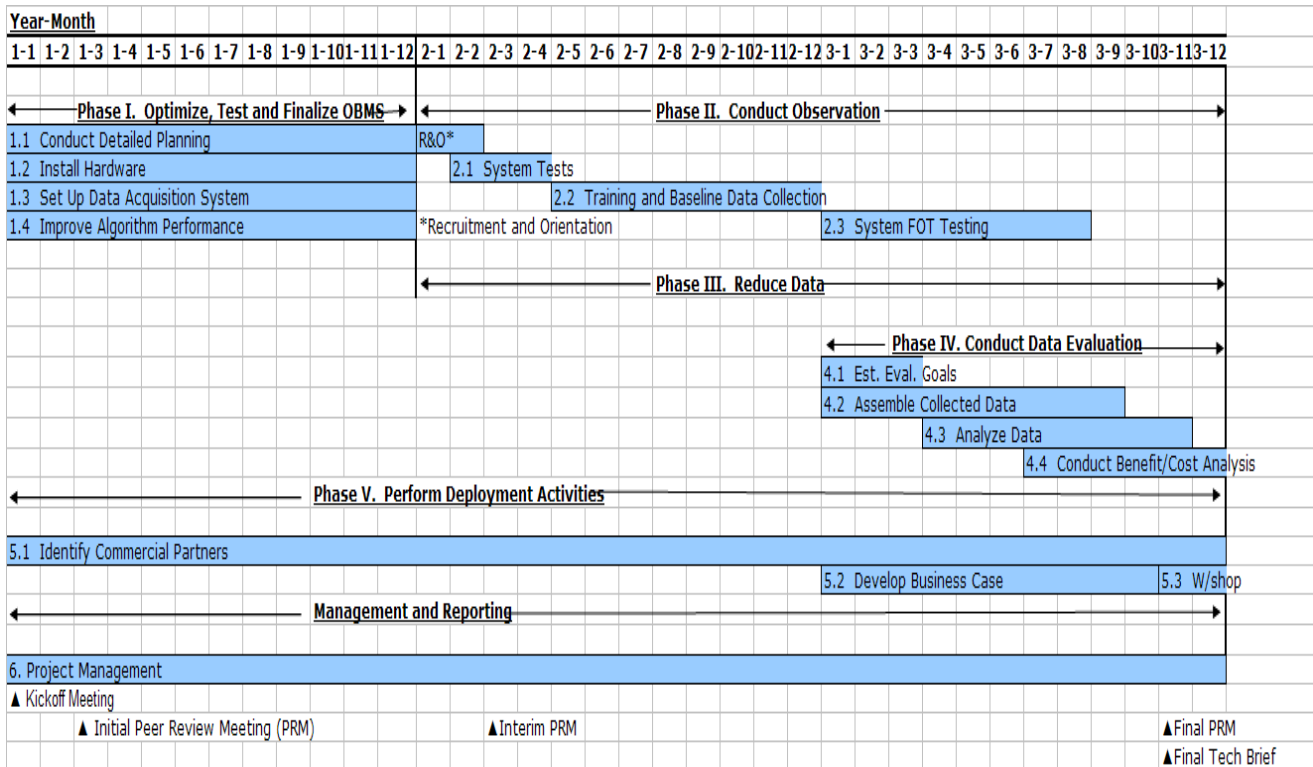 Year-Month
1-1 1-2 1-3 1-4 1-5 1-6 1-7 1-8 1-9 1-10 1-11 1-12 2-1 2-2 2-3 2-4 2-5 2-6 2-7 2-8 2-9 2-10 2-11 2-12 3-1 3-2 3-3 3-4 3-5 3-6 3-7 3-8 3-9 3-10 3-11 3-12
Phase I. Optimize, Test and Finalize OBMS Phase II. Conduct Observation
1.1 Conduct Detailed Planning R&O*
1.2 Install Hardware 2.1 System Tests
1.3 Set Up Data Acquisition System 2.2 Training and Baseline Data Collection
1.4 Improve Algorithm Performance *Recruitment and Orientation 2.3 System FOT Testing
Phase III. Reduce Data
Phase IV. Conduct Data Evaluation
4.1 Est. Eval. Goals
4.2 Assemble Collected Data
4.3 Analyze Data
4.4 Conduct Benefit/Cost Analysis
Phase V. Perform Deployment Activities
5.1 Identify Commercial Partners
5.2 Develop Business Case 5.3 W/shop
Management and Reporting
6. Project Management
▲ Kickoff Meeting
▲ Initial Peer Review Meeting (PRM) ▲Interim PRM ▲Final PRM
▲Final Tech Brief